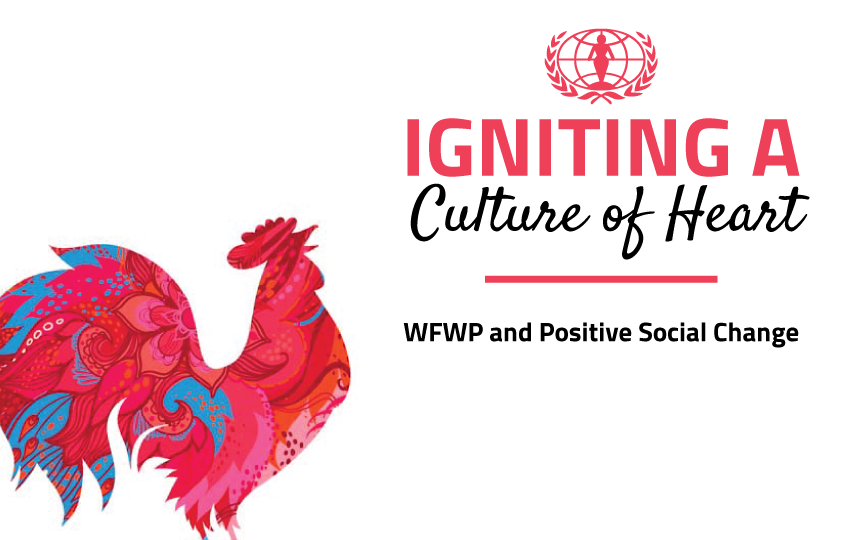 IGNITING A
Culture of Heart
WFWP and Positive Social Change